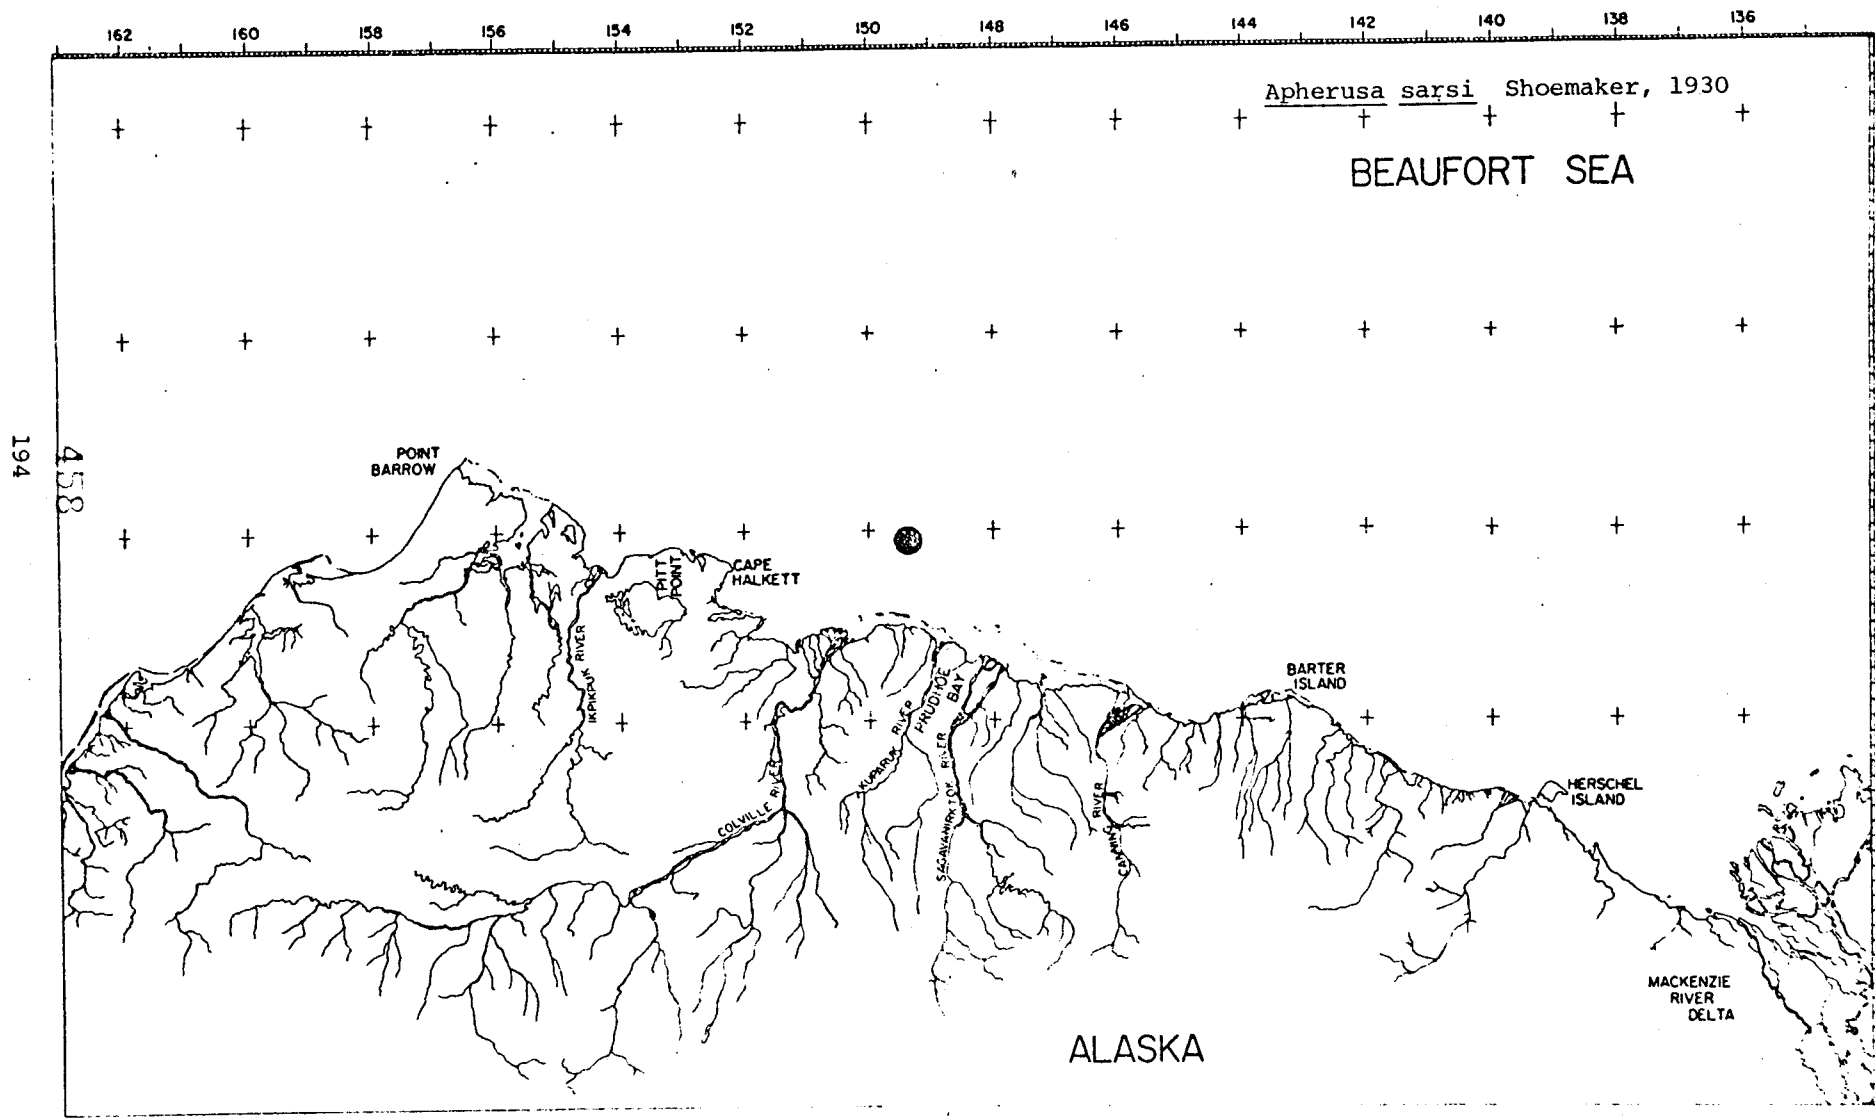 162 160 158 156 154 152 150 148 146 144 142 140 138 136
Apherusa sarsi Shoemaker, 1930
BEAUFORT SEA
194
458
POINT
BARROW
PITT
POINT
CAPE
HALKETT
IKPIKPUK RIVER
COLVILLE RIVER
KUPARUK RIVER
PRUDHOE
BAY
SAGAVANIRKTOK RIVER
CANNING RIVER
BARTER
ISLAND
HERSCHEL
ISLAND
MACKENZIE
RIVER
DELTA
ALASKA